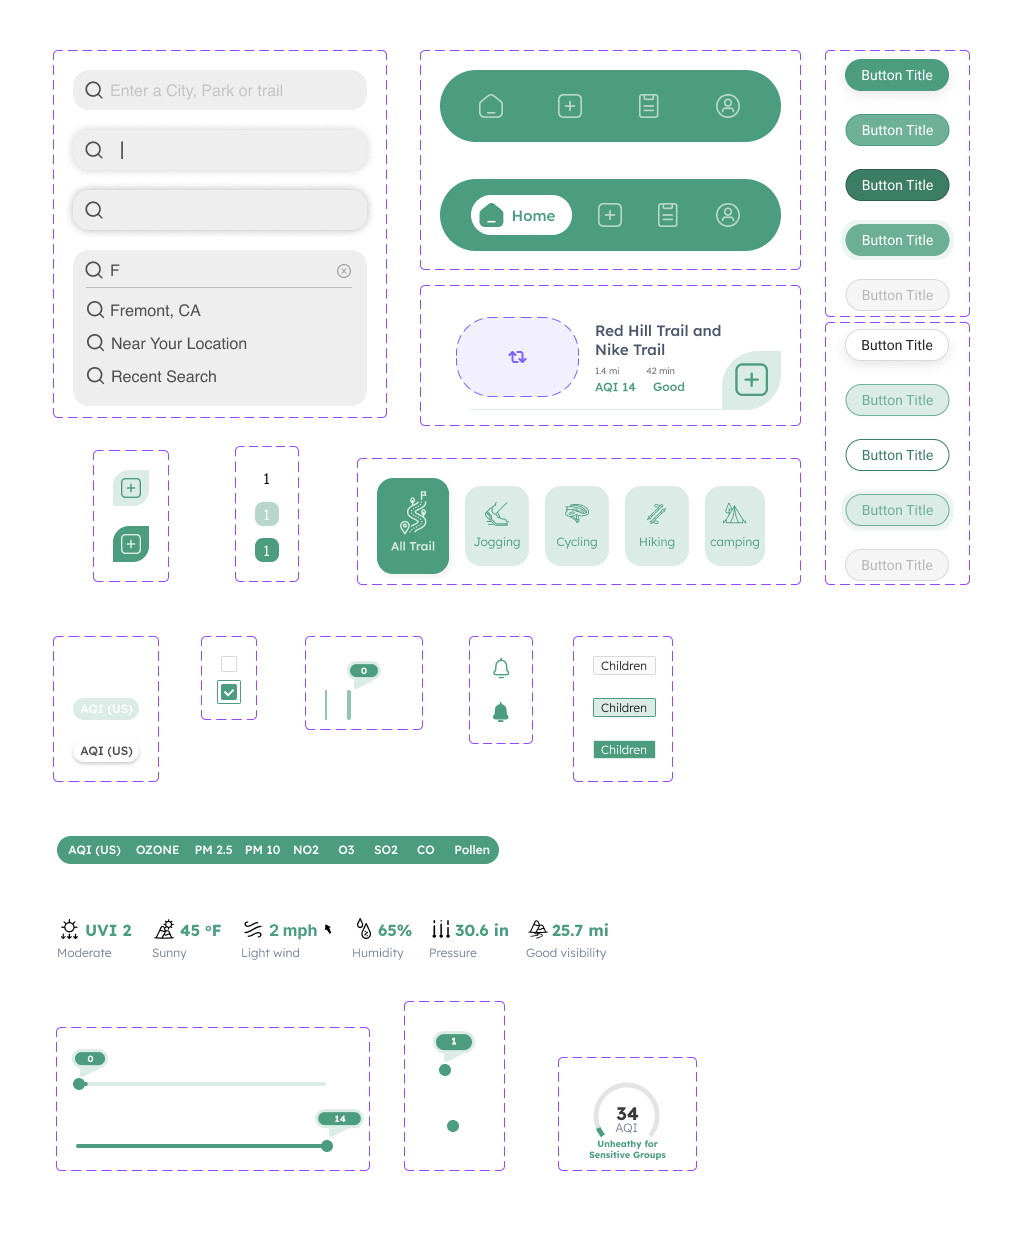 Enter a City, Park or trail
F
Fremont, CA
Near Your Location
Recent Search
Home
Button Title
Button Title
Button Title
Button Title
Button Title
Red Hill Trail and
Nike Trail
1.4 mi 42 min
AQI 14 Good
Button Title
Button Title
Button Title
Button Title
Button Title
1
1
1
All Trail
Jogging
Cycling
Hiking
camping
AQI (US)
AQI (US)
0
Children
Children
Children
AQI (US) OZONE PM 2.5 PM 10 NO2 O3 SO2 CO Pollen
UVI 2 45 °F 2 mph 65% 30.6 in 25.7 mi
Moderate Sunny Light wind Humidity Pressure Good visibility
0
14
1
34
AQI
Unheathy for
Sensitive Groups